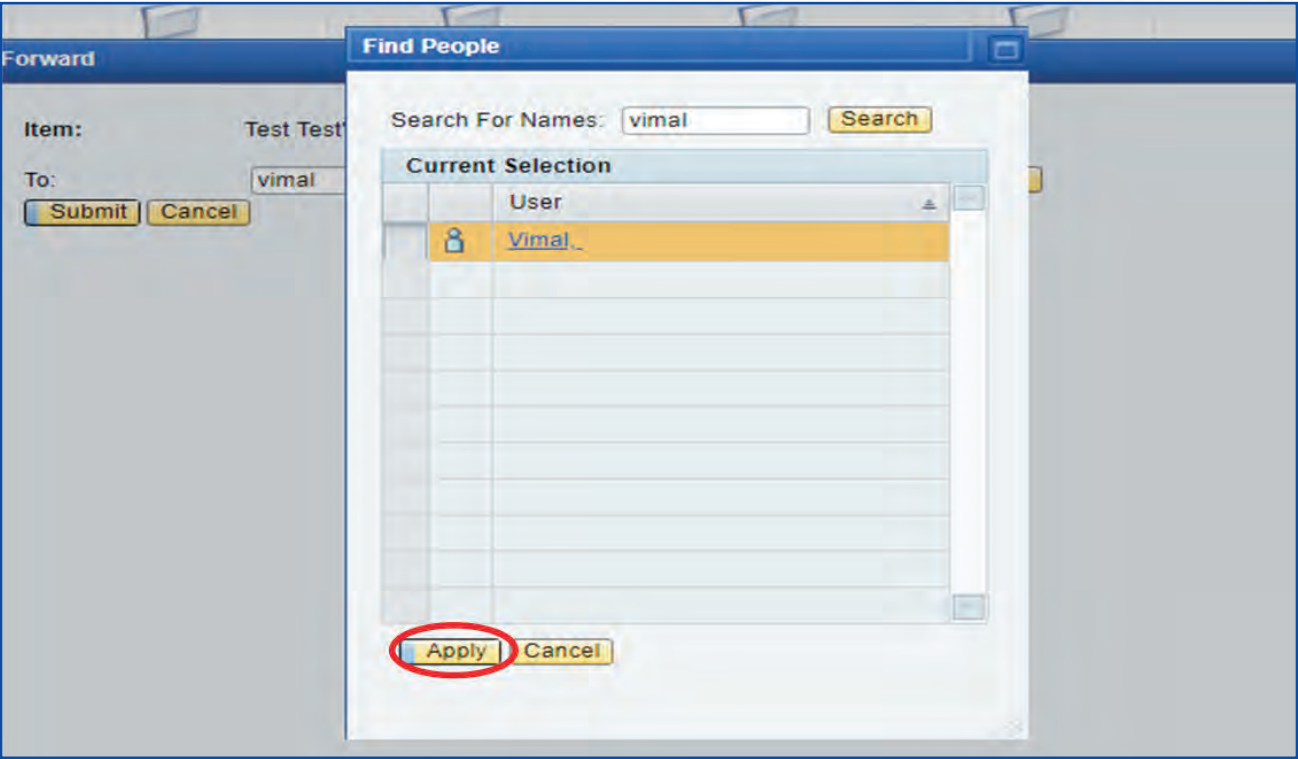 Forward
Item: Test Test'
To: vimal
Submit Cancel
Find People
Search For Names: vimal Search
Current Selection
User
Vimal,
Apply Cancel